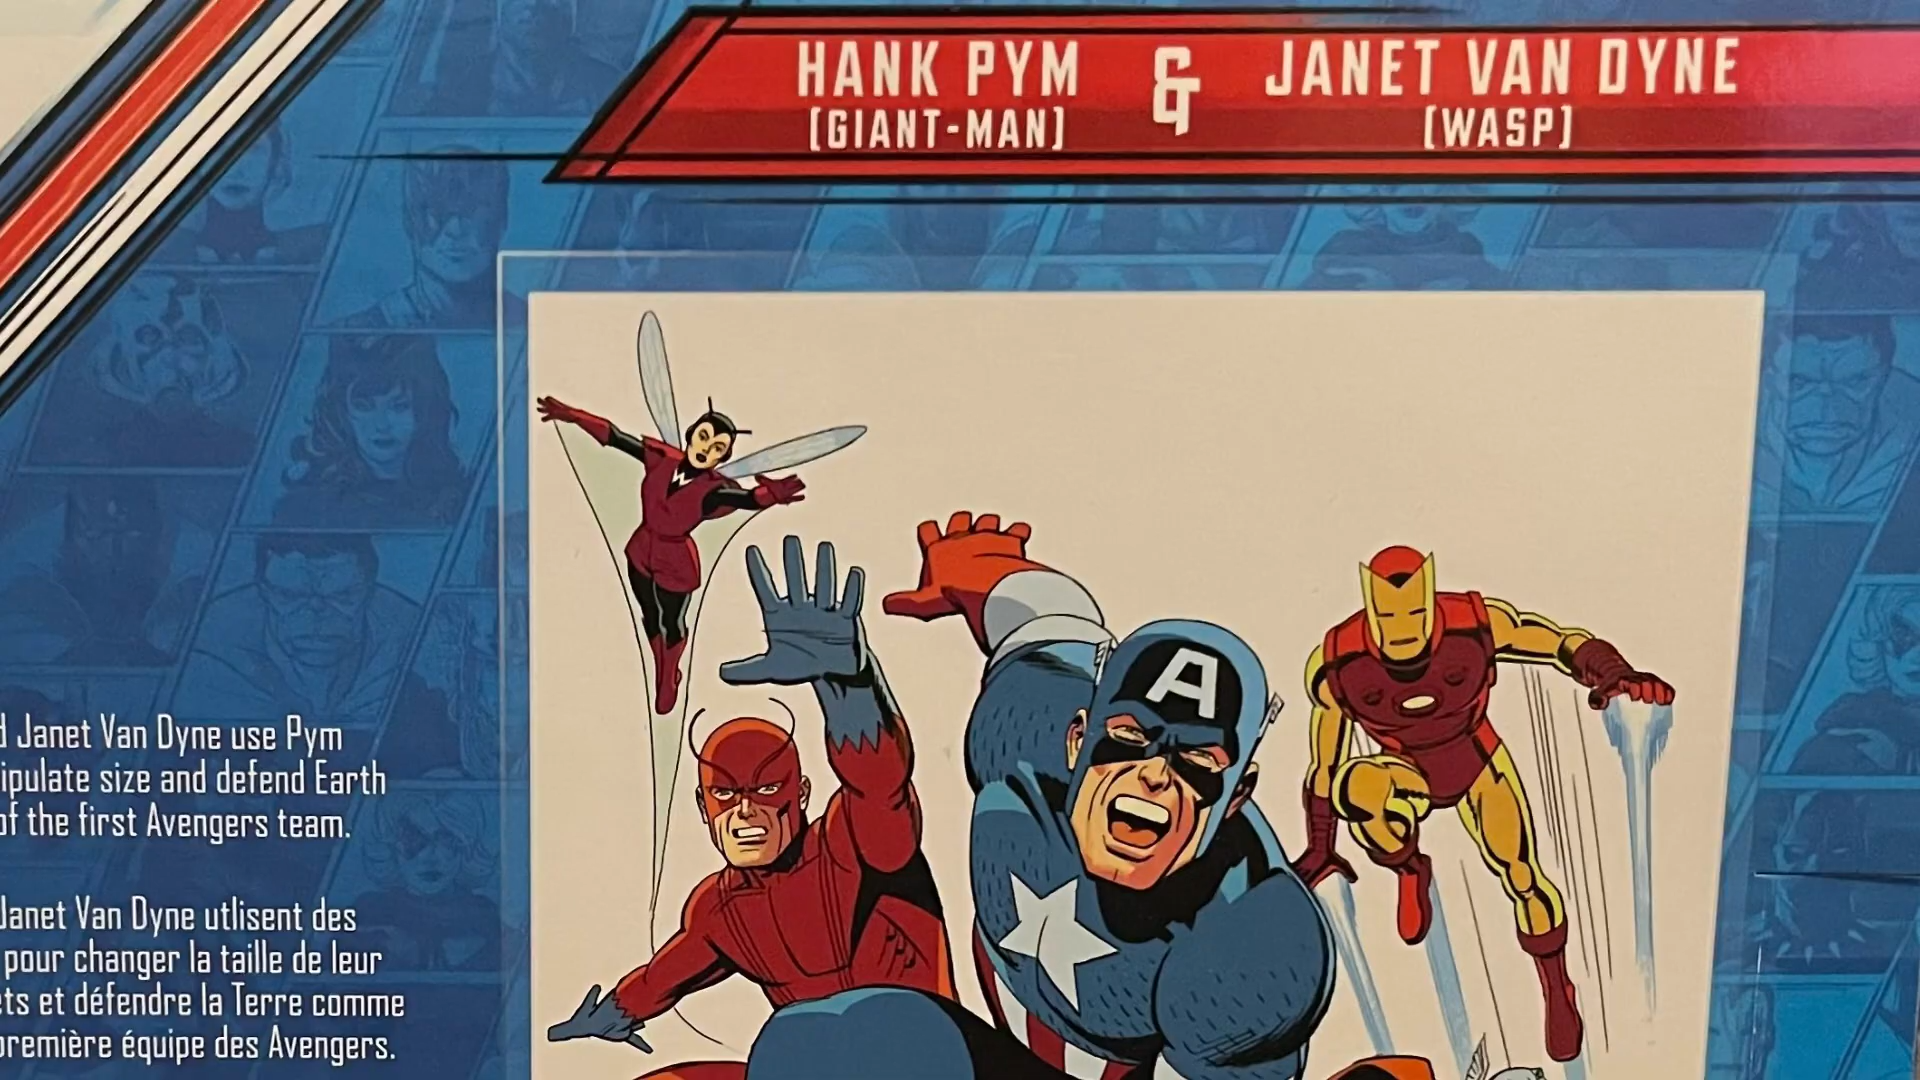 HANK PYM & JANET VAN DYNE
[GIANT-MAN] [WASP]
W
A
Janet Van Dyne use Pym
size and defend Earth
of the first Avengers team.
Janet Van Dyne utlisent des
pour changer la taille de leur
et défendre la Terre comme
première équipe des Avengers.